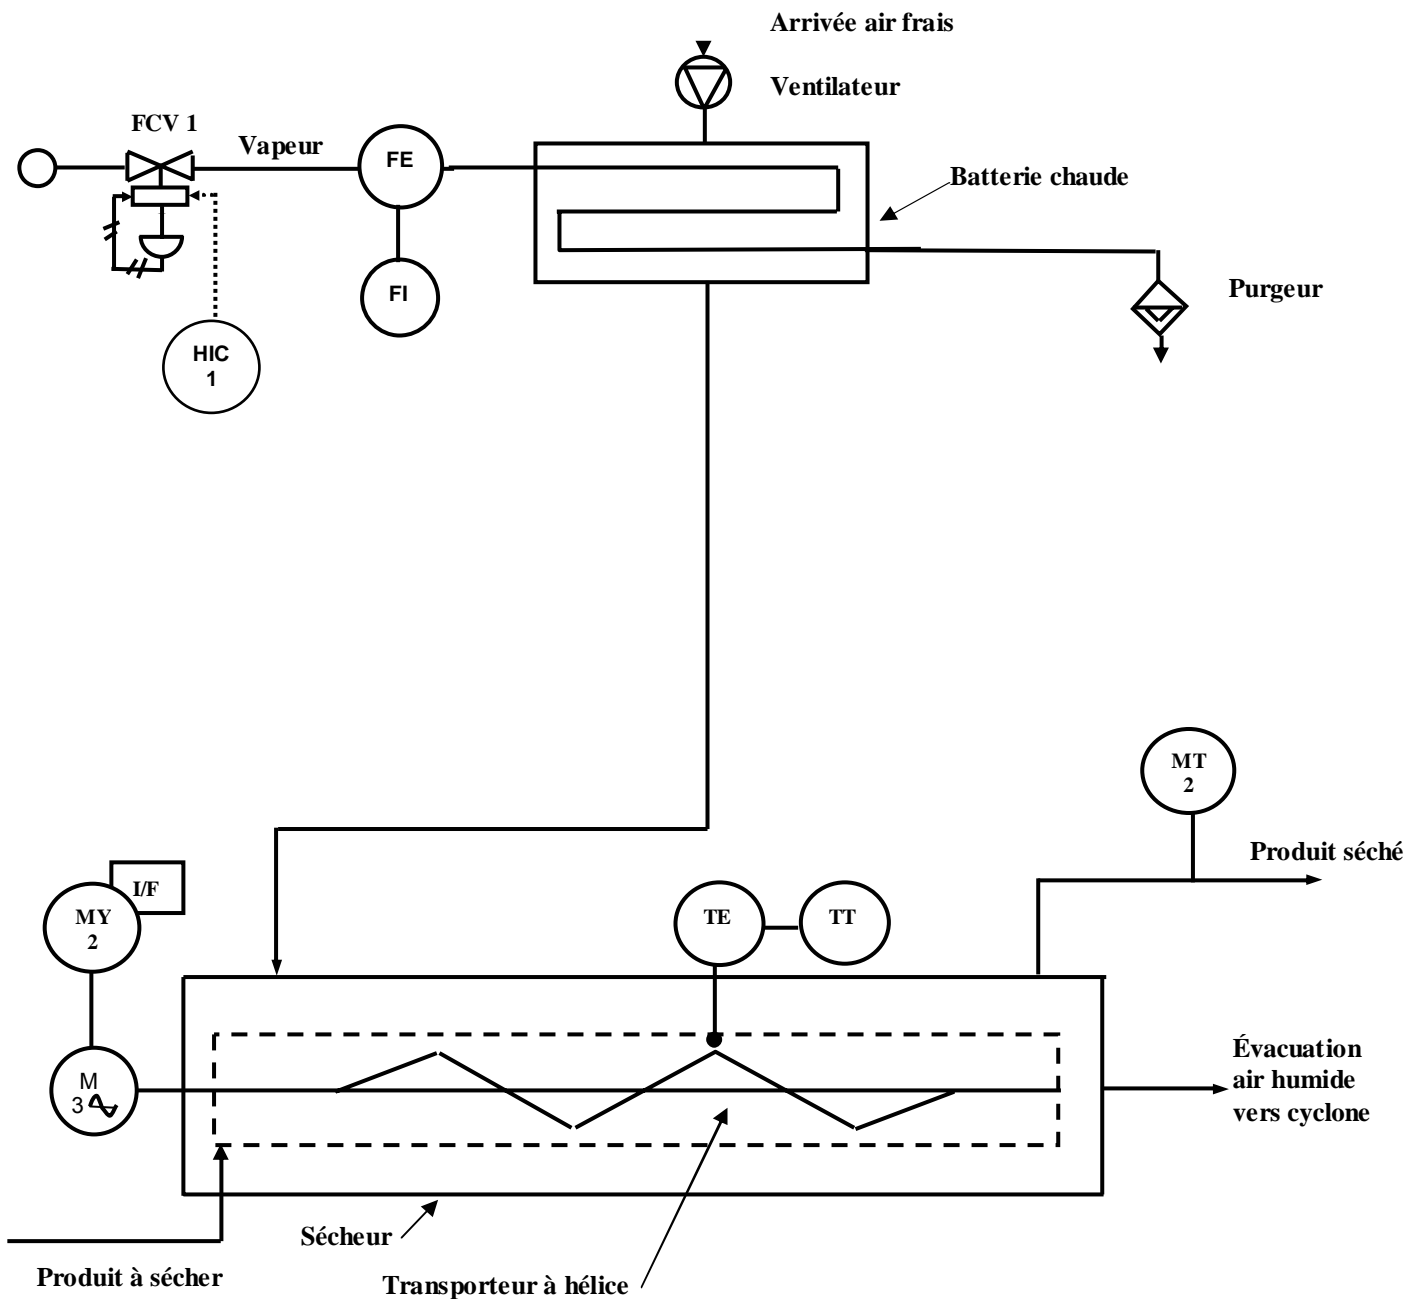 Arrivée air frais
Ventilateur
FCV 1
Vapeur
FE
Batterie chaude
FI
Purgeur
HIC
1
MT
2
Produit séché
I/F
MY
2
TE
TT
Évacuation
air humide
vers cyclone
M
3
Sécheur
Produit à sécher
Transporteur à hélice